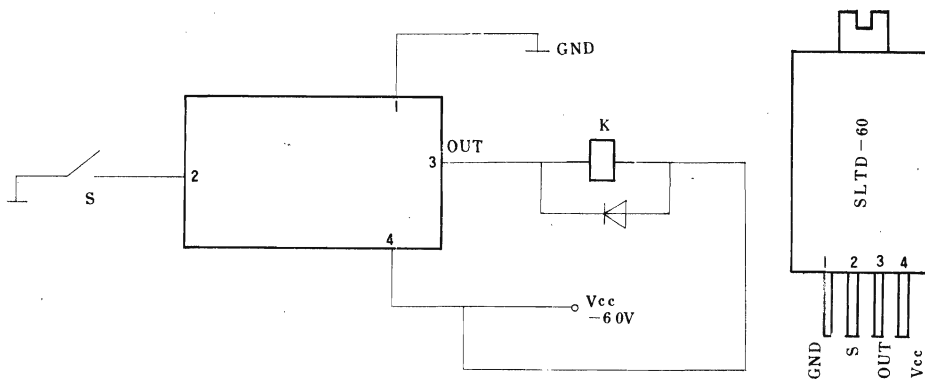 GND
1
OUT
K
2
3
S
4
Vcc
-60V
SLTD-60
1 2 3 4
GND
S
OUT
Vcc